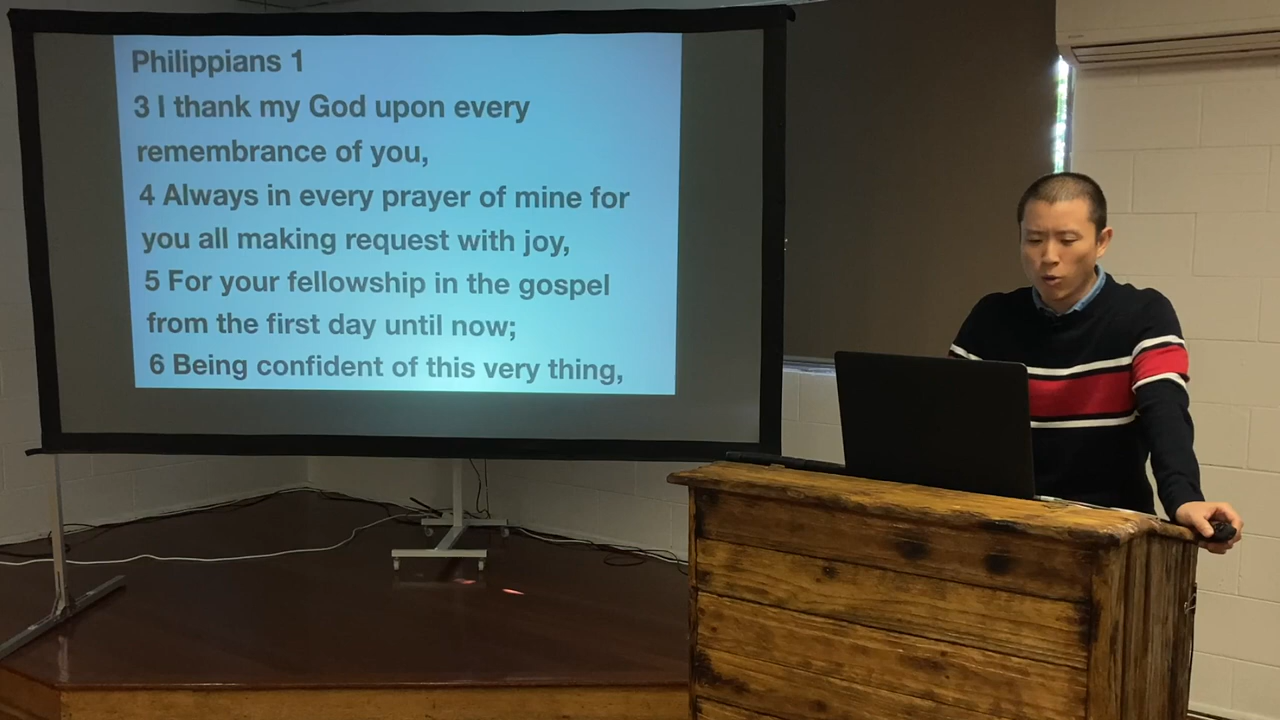 Philippians 1
3 I thank my God upon every
remembrance of you,
4 Always in every prayer of mine for
you all making request with joy,
5 For your fellowship in the gospel
from the first day until now;
6 Being confident of this very thing,